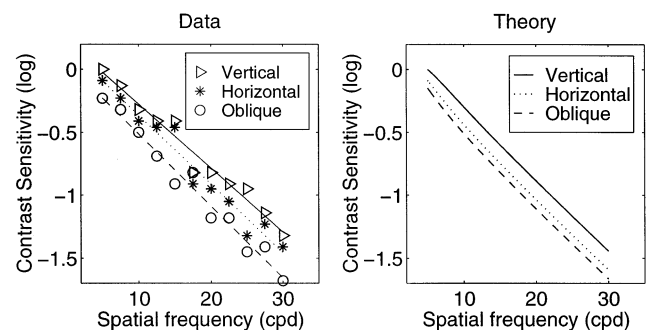 Data
Contrast Sensitivity (log)
0
−0.5
−1
−1.5
Vertical
Horizontal
Oblique
10
20
30
Spatial frequency (cpd)
Theory
Contrast Sensitivity (log)
0
−0.5
−1
−1.5
Vertical
Horizontal
Oblique
10
20
30
Spatial frequency (cpd)